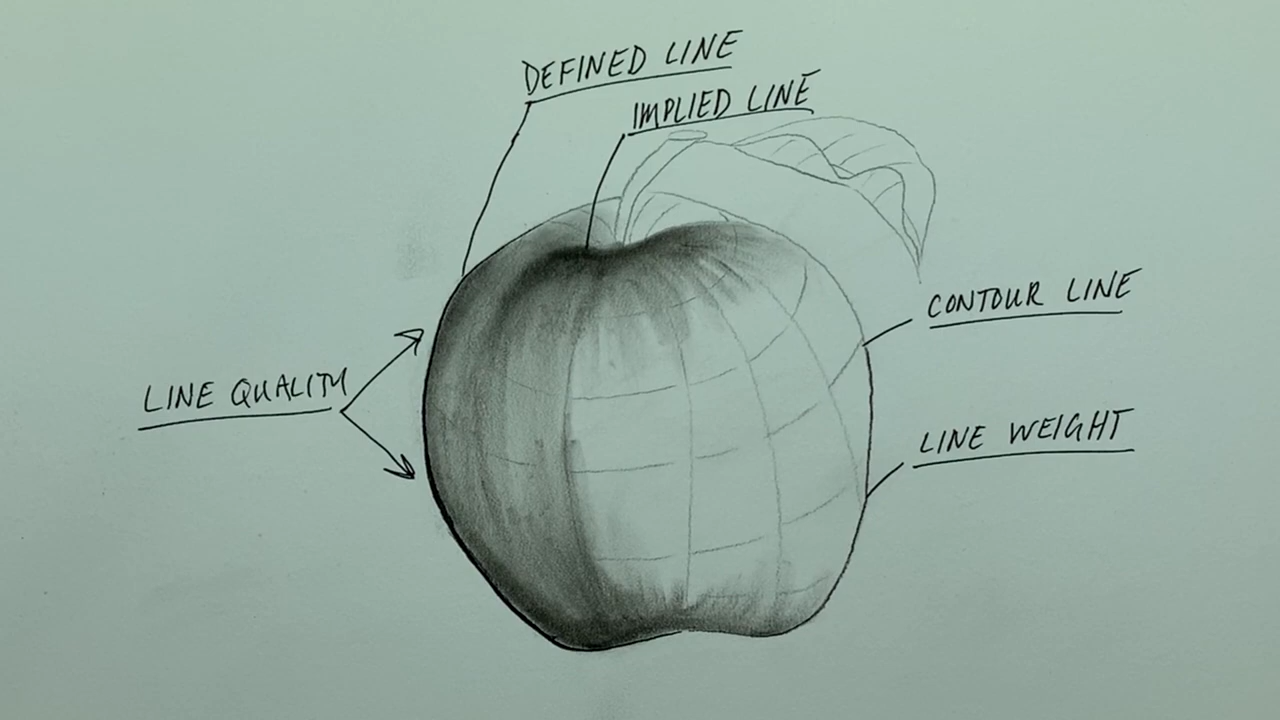 DEFINED LINE
IMPLIED LINE
CONTOUR LINE
LINE QUALITY
LINE WEIGHT